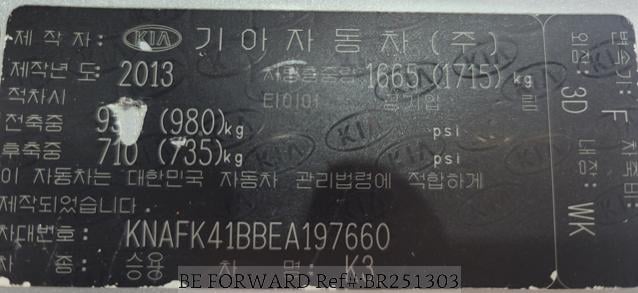 제 작 자: KIA 기 아 자 동 차 (주)
제작년 도: 2013 차량총중량 1665 (1715) kg
적차시 타이어 공기압 림
전축중 (980)kg psi
후축중 710 (735)kg psi
이 자동차는 대한민국 자동차 관리법령에 적합하게
제작되었습니다.
차대번호: KNAFK41BBEA197660
차 종: 승용 차 명: K3
변속기: F
외장: 3D 내장: WK
BE FORWARD Ref#:BR251303